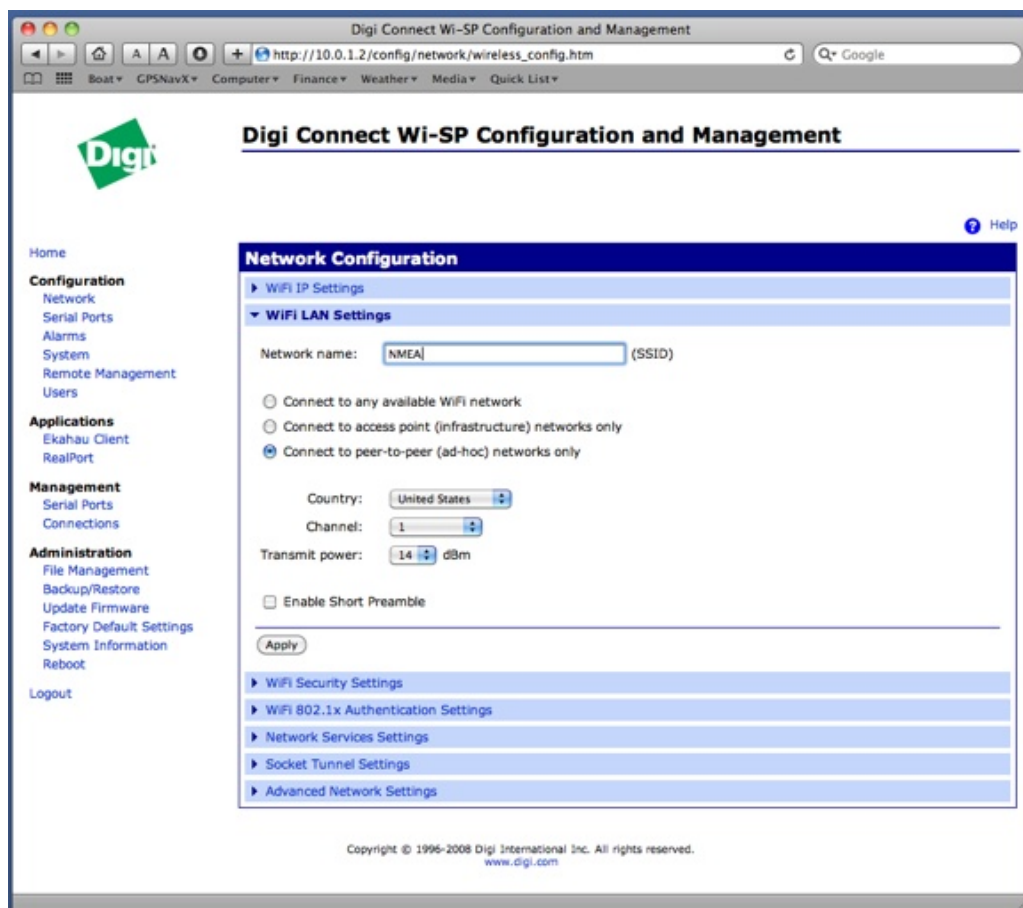 Digi Connect Wi-SP Configuration and Management
A A O + http://10.0.1.2/config/network/wireless_config.htm Google
Boat GPSNavX Computer Finance Weather Media Quick List
Digi
Digi Connect Wi-SP Configuration and Management
? Help
Home
Configuration
Network
Serial Ports
Alarms
System
Remote Management
Users
Applications
Ekahau Client
RealPort
Management
Serial Ports
Connections
Administration
File Management
Backup/Restore
Update Firmware
Factory Default Settings
System Information
Reboot
Logout
Network Configuration
WiFi IP Settings
WiFi LAN Settings
Network name: NMEA (SSID)
Connect to any available WiFi network
Connect to access point (infrastructure) networks only
Connect to peer-to-peer (ad-hoc) networks only
Country: United States
Channel: 1
Transmit power: 14 dBm
Enable Short Preamble
Apply
WiFi Security Settings
WiFi 802.1x Authentication Settings
Network Services Settings
Socket Tunnel Settings
Advanced Network Settings
Copyright © 1996-2008 Digi International Inc. All rights reserved.
www.digi.com